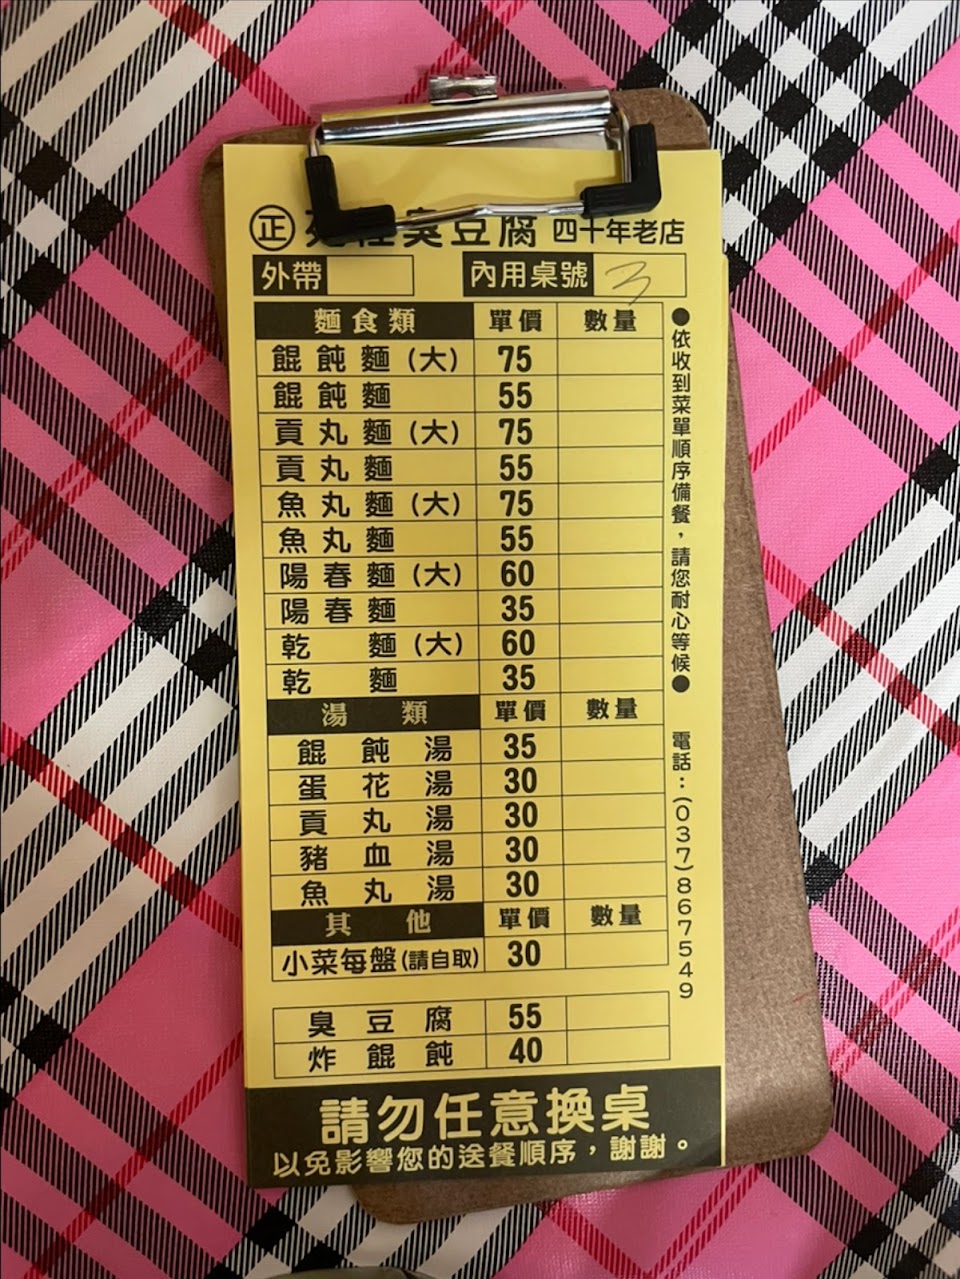 正 臭豆腐 四十年老店
外帶 內用桌號 3
麵食類 單價 數量
餛飩麵(大) 75
餛飩麵 55
貢丸麵(大) 75
貢丸麵 55
魚丸麵(大) 75
魚丸麵 55
陽春麵(大) 60
陽春麵 35
乾麵(大) 60
乾麵 35
湯類 單價 數量
餛飩湯 35
蛋花湯 30
貢丸湯 30
豬血湯 30
魚丸湯 30
其他 單價 數量
小菜每盤(請自取) 30
臭豆腐 55
炸餛飩 40
●依收到菜單順序備餐，請您耐心等候●
電話：(037)867549
請勿任意換桌
以免影響您的送餐順序，謝謝。